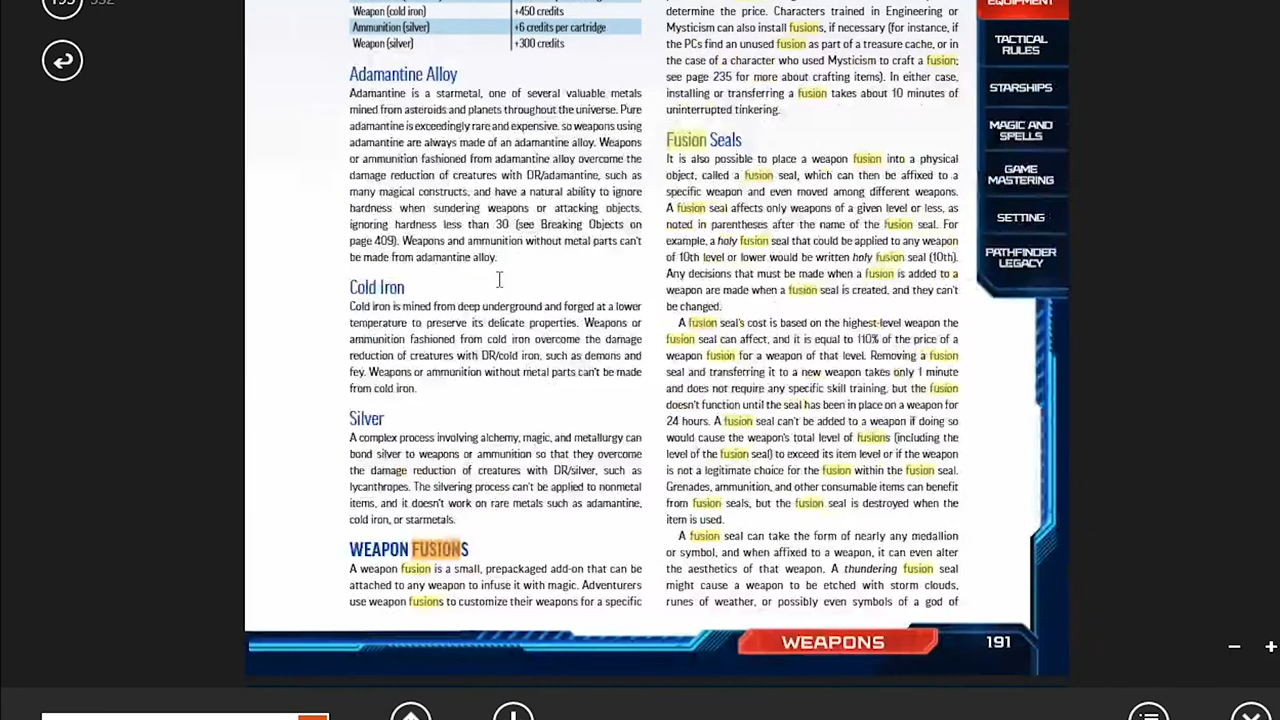 193
332
Weapon (cold iron) +450 credits
Ammunition (silver) +6 credits per cartridge
Weapon (silver) +300 credits
Adamantine Alloy
Adamantine is a starmetal, one of several valuable metals
mined from asteroids and planets throughout the universe. Pure
adamantine is exceedingly rare and expensive, so weapons using
adamantine are always made of an adamantine alloy. Weapons
or ammunition fashioned from adamantine alloy overcome the
damage reduction of creatures with DR/adamantine, such as
many magical constructs, and have a natural ability to ignore
hardness when sundering weapons or attacking objects,
ignoring hardness less than 30 (see Breaking Objects on
page 409). Weapons and ammunition without metal parts can't
be made from adamantine alloy.
Cold Iron
Cold iron is mined from deep underground and forged at a lower
temperature to preserve its delicate properties. Weapons or
ammunition fashioned from cold iron overcome the damage
reduction of creatures with DR/cold iron, such as demons and
fey. Weapons or ammunition without metal parts can't be made
from cold iron.
Silver
A complex process involving alchemy, magic, and metallurgy can
bond silver to weapons or ammunition so that they overcome
the damage reduction of creatures with DR/silver, such as
lycanthropes. The silvering process can't be applied to nonmetal
items, and it doesn't work on rare metals such as adamantine,
cold iron, or starmetals.
WEAPON FUSIONS
A weapon fusion is a small, prepackaged add-on that can be
attached to any weapon to infuse it with magic. Adventurers
use weapon fusions to customize their weapons for a specific
determine the price. Characters trained in Engineering or
Mysticism can also install fusions, if necessary (for instance, if
the PCs find an unused fusion as part of a treasure cache, or in
the case of a character who used Mysticism to craft a fusion;
see page 235 for more about crafting items). In either case,
installing or transferring a fusion takes about 10 minutes of
uninterrupted tinkering.
Fusion Seals
It is also possible to place a weapon fusion into a physical
object, called a fusion seal, which can then be affixed to a
specific weapon and even moved among different weapons.
A fusion seal affects only weapons of a given level or less, as
noted in parentheses after the name of the fusion seal. For
example, a holy fusion seal that could be applied to any weapon
of 10th level or lower would be written holy fusion seal (10th).
Any decisions that must be made when a fusion is added to a
weapon are made when a fusion seal is created, and they can't
be changed.
A fusion seal's cost is based on the highest-level weapon the
fusion seal can affect, and it is equal to 110% of the price of a
weapon fusion for a weapon of that level. Removing a fusion
seal and transferring it to a new weapon takes only 1 minute
and does not require any specific skill training, but the fusion
doesn't function until the seal has been in place on a weapon for
24 hours. A fusion seal can't be added to a weapon if doing so
would cause the weapon's total level of fusions (including the
level of the fusion seal) to exceed its item level or if the weapon
is not a legitimate choice for the fusion within the fusion seal.
Grenades, ammunition, and other consumable items can benefit
from fusion seals, but the fusion seal is destroyed when the
item is used.
A fusion seal can take the form of nearly any medallion
or symbol, and when affixed to a weapon, it can even alter
the aesthetics of that weapon. A thundering fusion seal
might cause a weapon to be etched with storm clouds,
runes of weather, or possibly even symbols of a god of
EQUIPMENT
TACTICAL
RULES
STARSHIPS
MAGIC AND
SPELLS
GAME
MASTERING
SETTING
PATHFINDER
LEGACY
WEAPONS
191